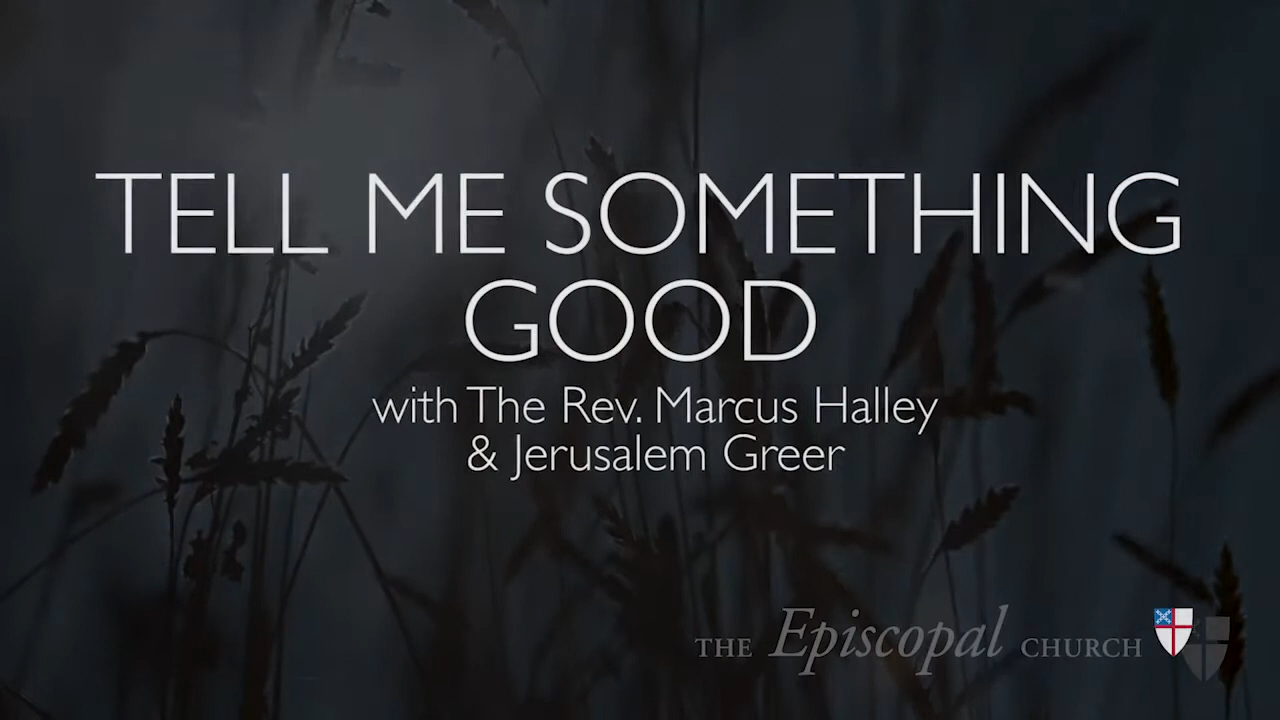 TELL ME SOMETHING
GOOD
with The Rev. Marcus Halley
& Jerusalem Greer
THE Episcopal CHURCH